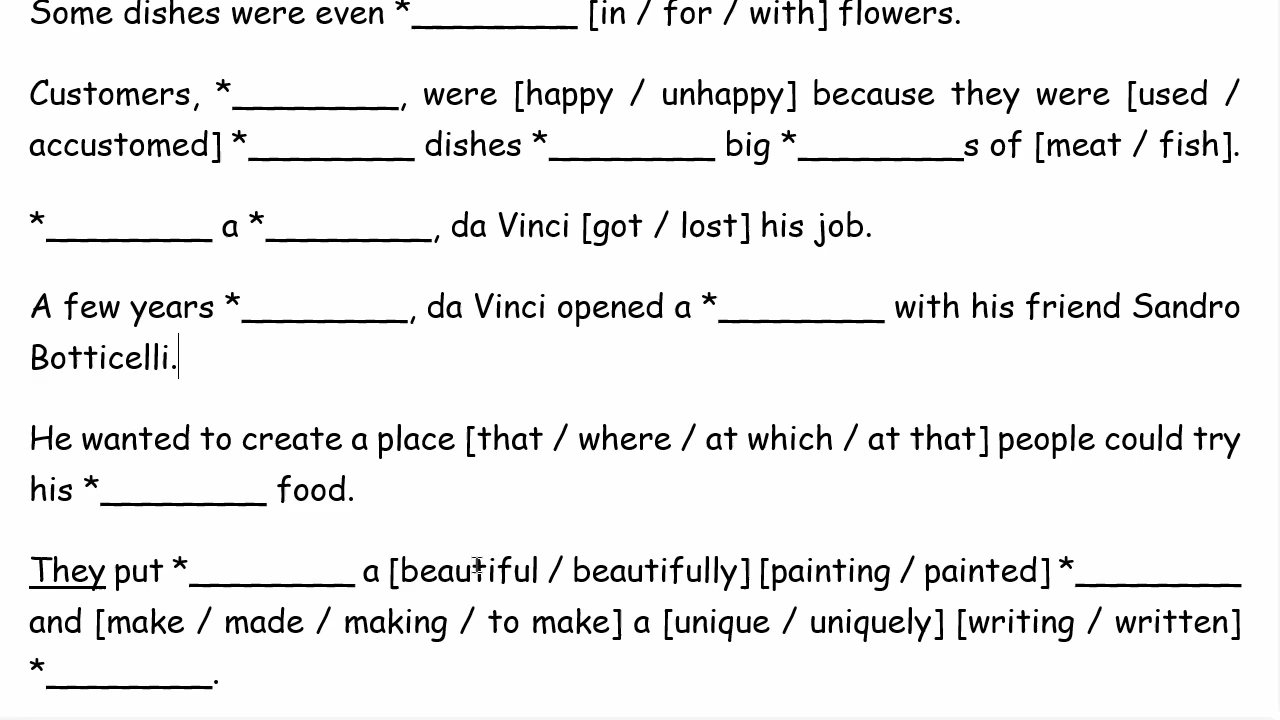 Some dishes were even *________ [in / for / with] flowers.
Customers, *________, were [happy / unhappy] because they were [used /
accustomed] *________ dishes *________ big *________s of [meat / fish].
*________ a *________, da Vinci [got / lost] his job.
A few years *________, da Vinci opened a *________ with his friend Sandro
Botticelli.
He wanted to create a place [that / where / at which / at that] people could try
his *________ food.
They put *________ a [beautiful / beautifully] [painting / painted] *________
and [make / made / making / to make] a [unique / uniquely] [writing / written]
*________.